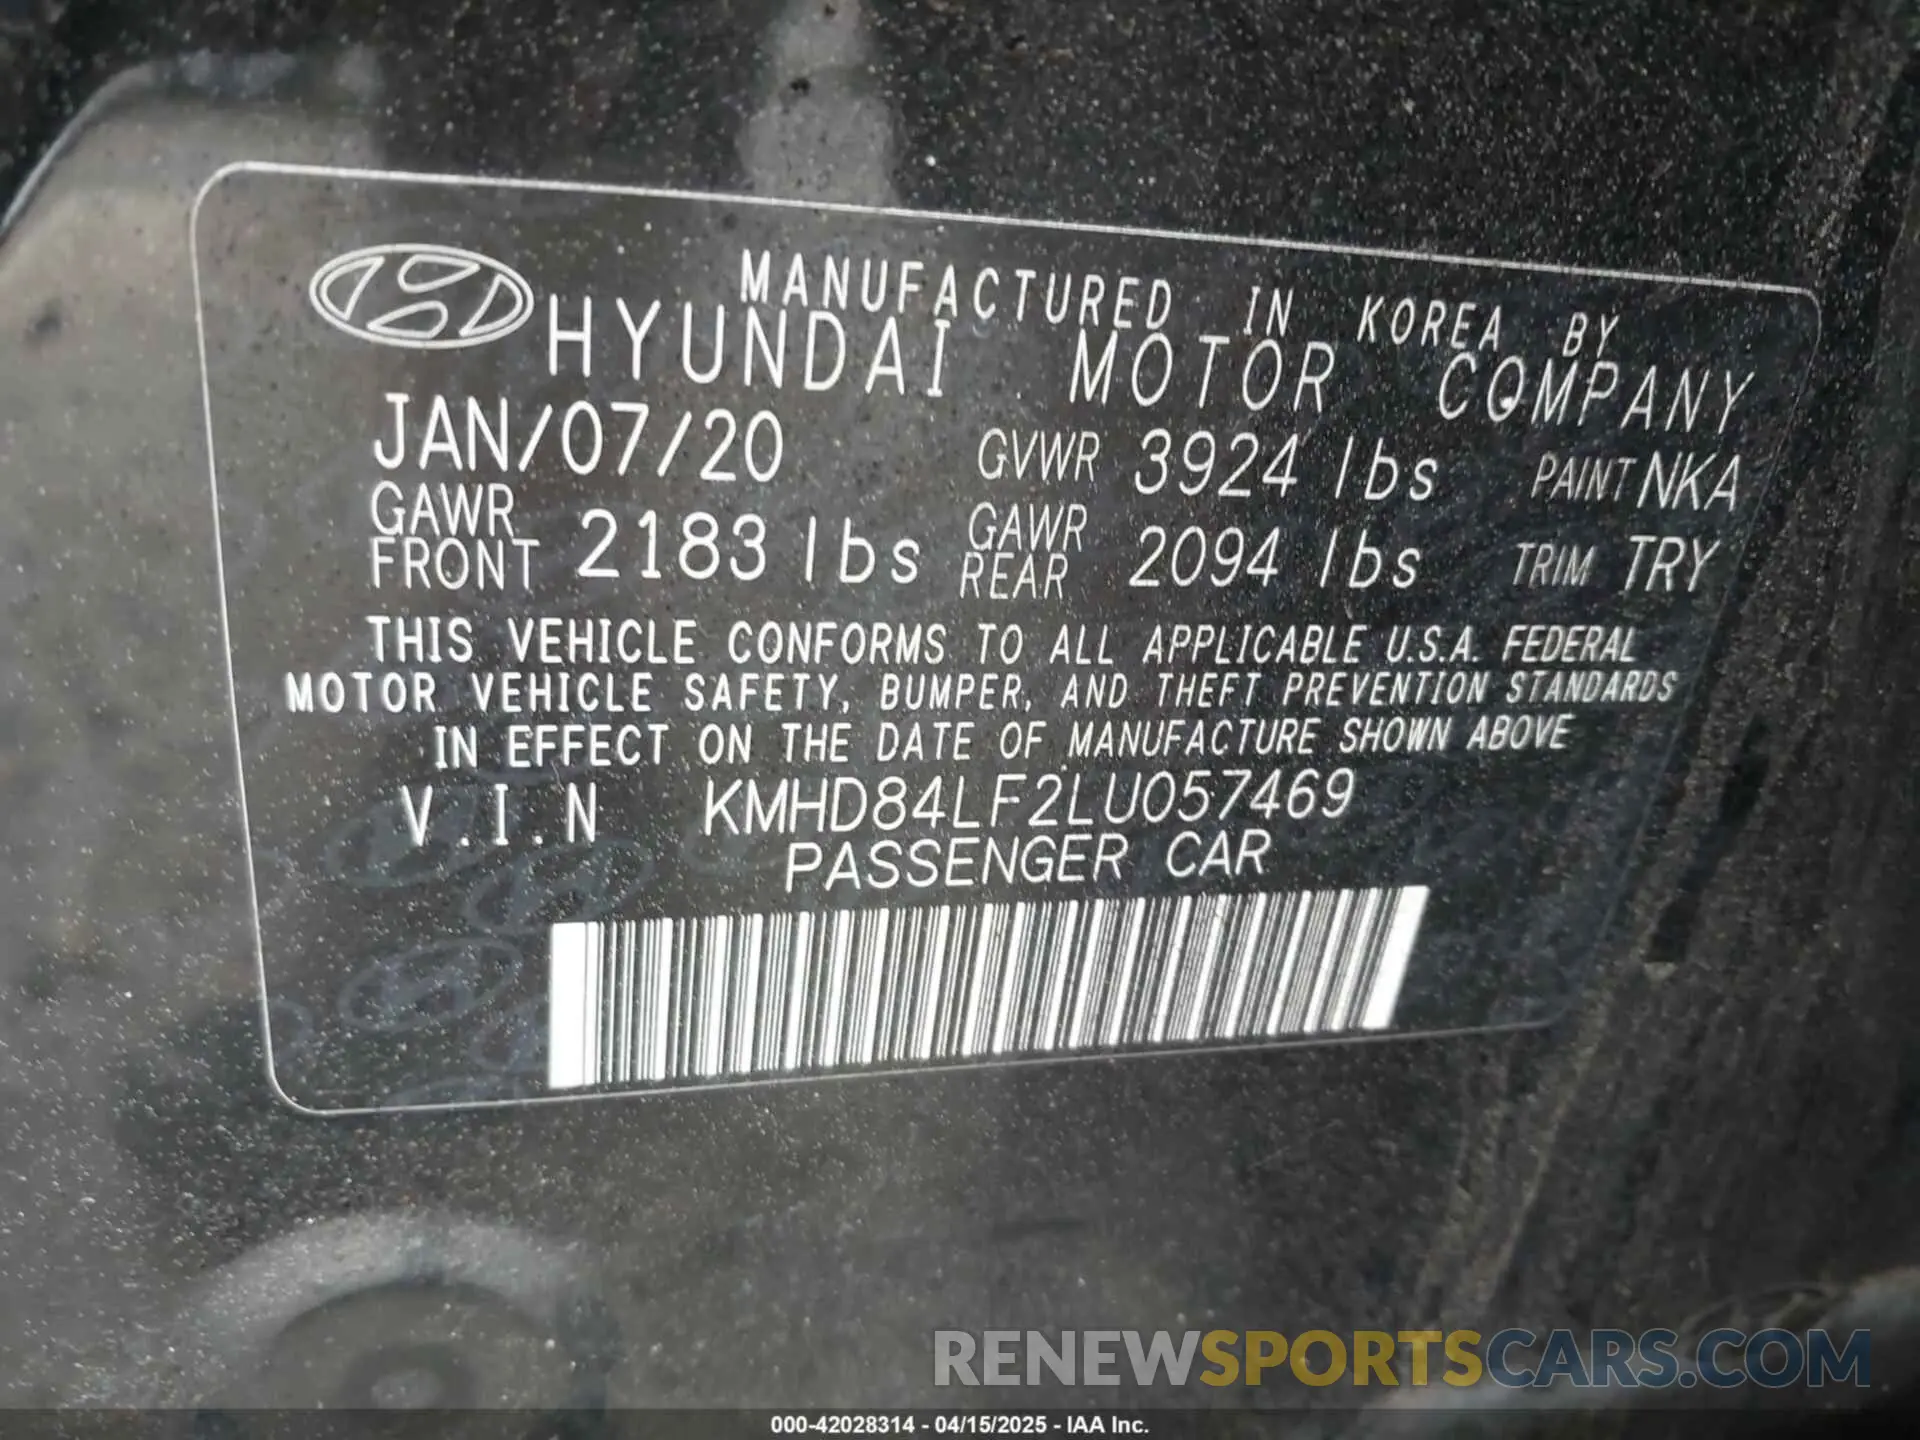 MANUFACTURED IN KOREA BY
HYUNDAI MOTOR COMPANY
JAN/07/20 GVWR 3924 lbs PAINT NKA
GAWR FRONT 2183 lbs GAWR REAR 2094 lbs TRIM TRY
THIS VEHICLE CONFORMS TO ALL APPLICABLE U.S.A. FEDERAL
MOTOR VEHICLE SAFETY, BUMPER, AND THEFT PREVENTION STANDARDS
IN EFFECT ON THE DATE OF MANUFACTURE SHOWN ABOVE
V.I.N KMHD84LF2LU057469
PASSENGER CAR
RENEWSPORTSCARS.COM
000-42028314 - 04/15/2025 - IAA Inc.